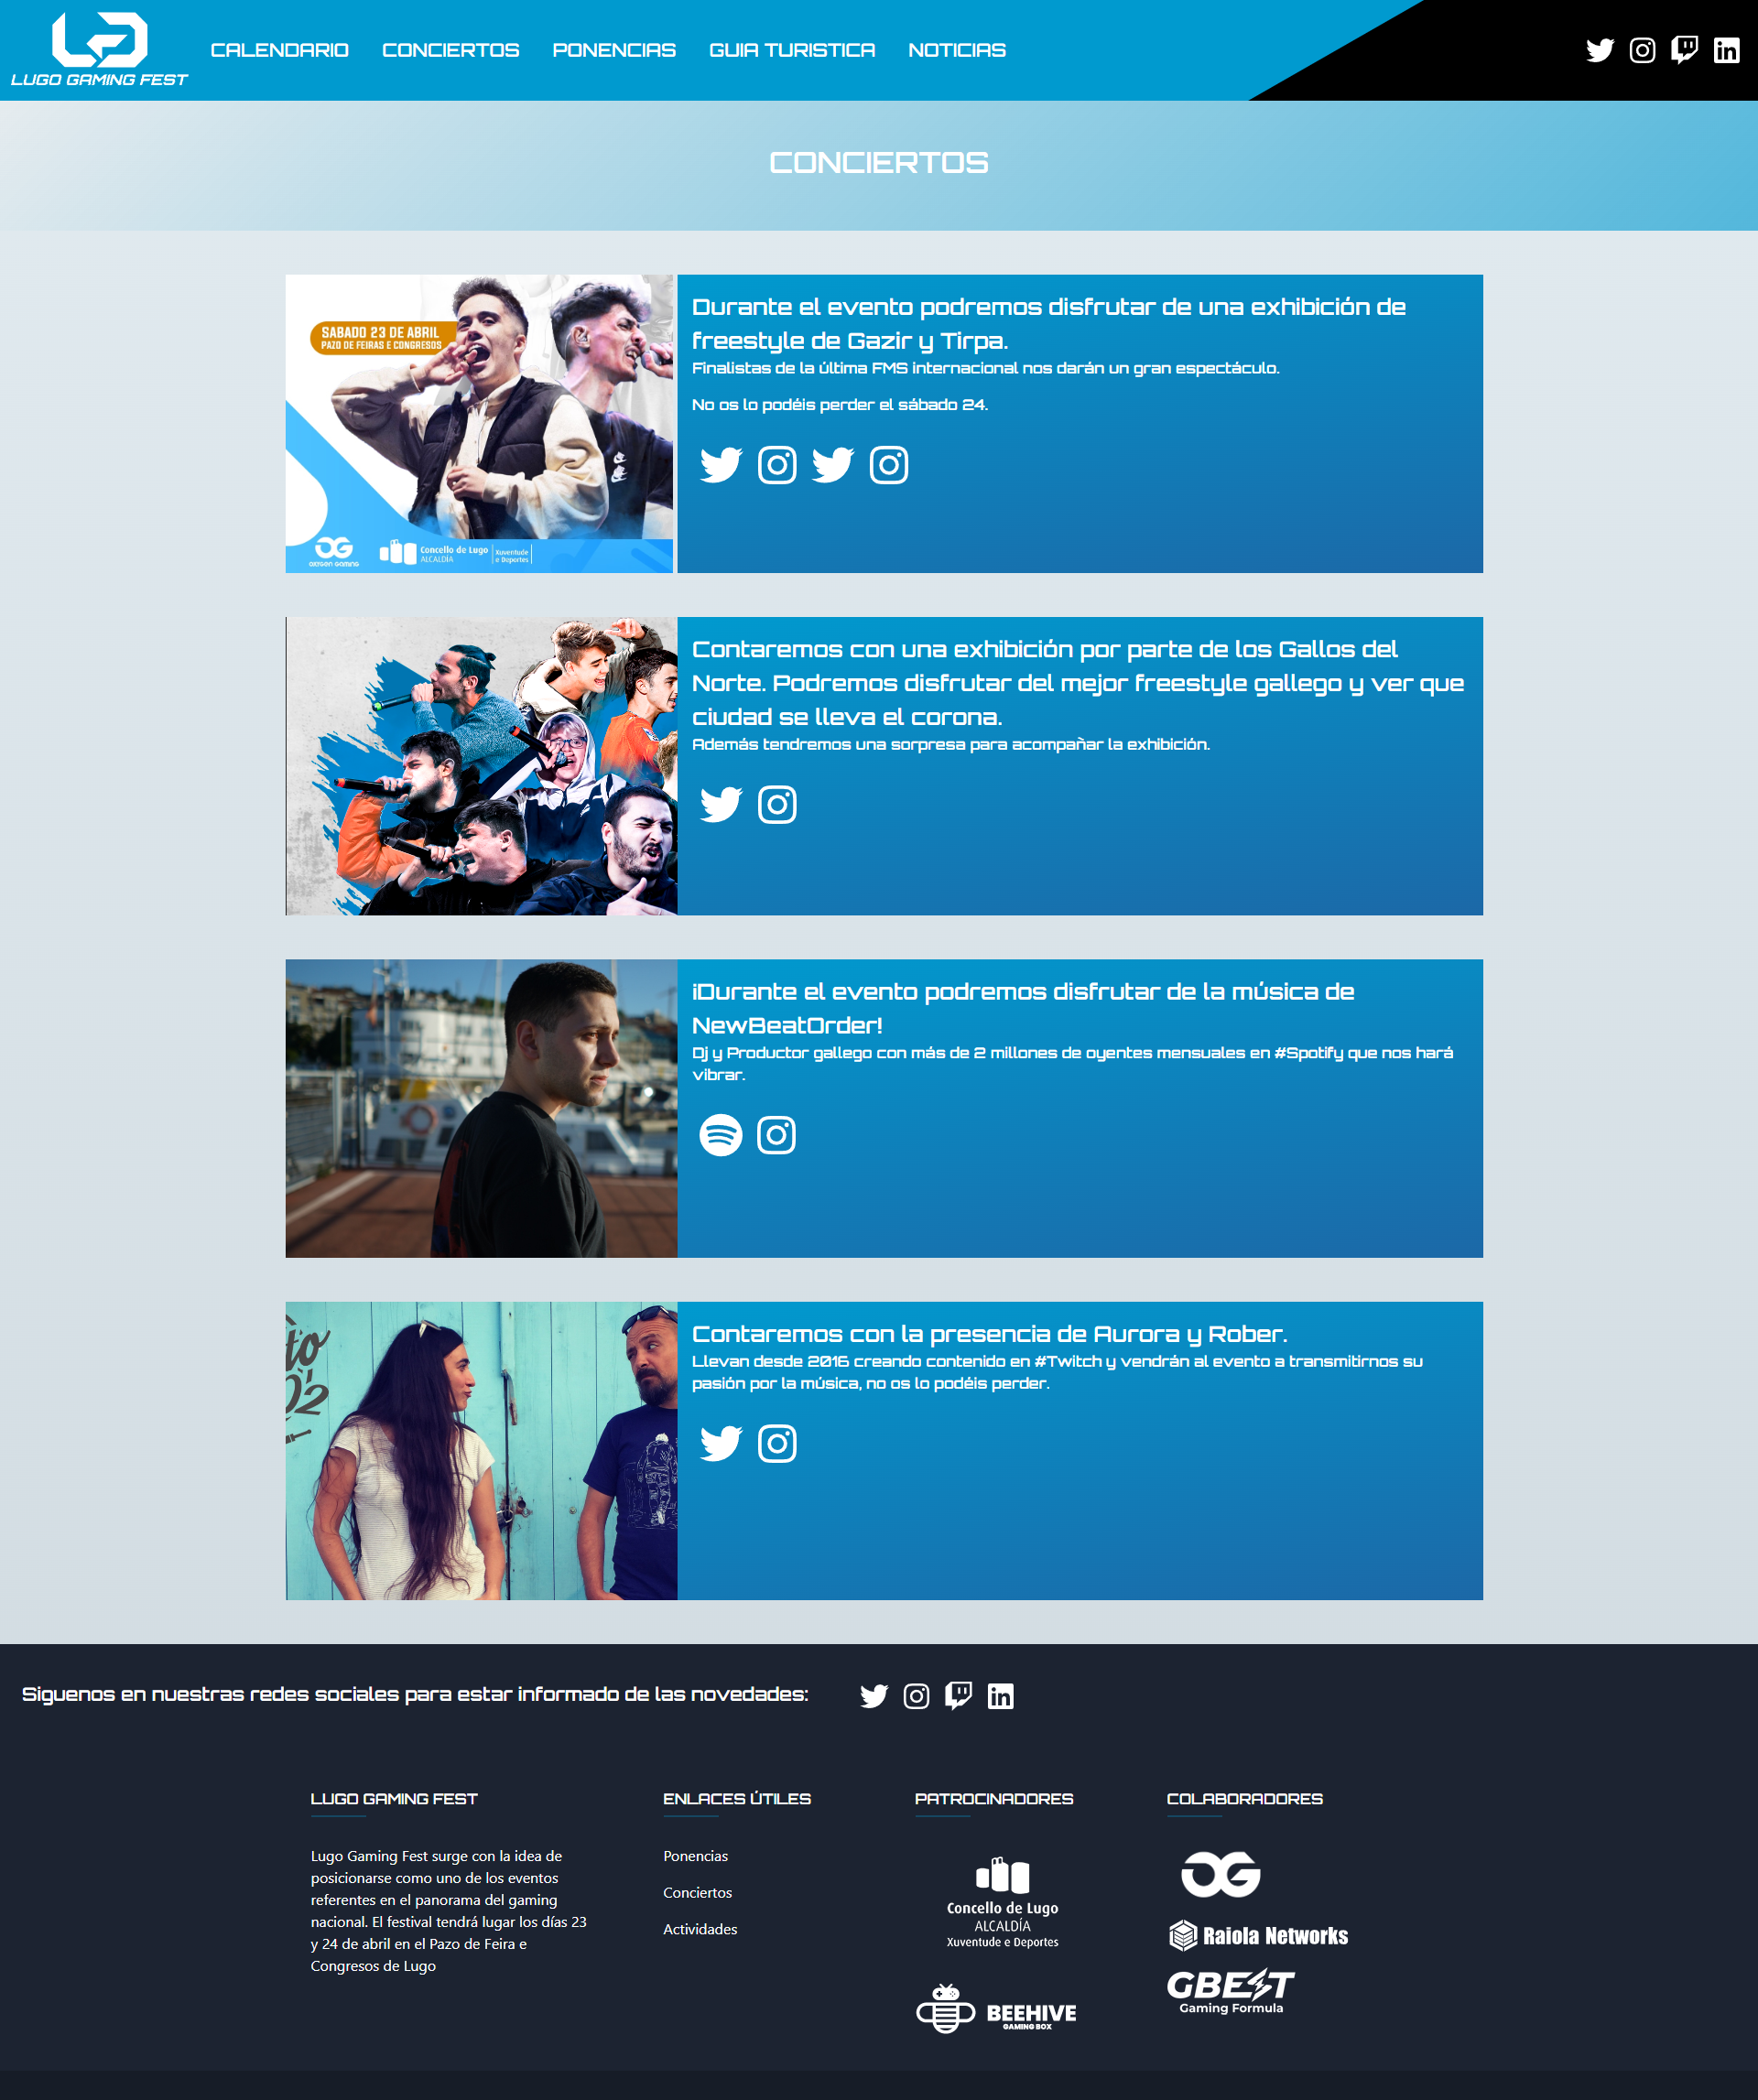 LUGO GAMING FEST
CALENDARIO
CONCIERTOS
PONENCIAS
GUIA TURISTICA
NOTICIAS
CONCIERTOS
SABADO 23 DE ABRIL
PAZO DE FEIRAS E CONGRESOS
OXYGEN GAMING
Concello de Lugo
ALCALDÍA
Xuventude
e Deportes
Durante el evento podremos disfrutar de una exhibición de
freestyle de Gazir y Tirpa.
Finalistas de la última FMS internacional nos darán un gran espectáculo.
No os lo podéis perder el sábado 24.
Contaremos con una exhibición por parte de los Gallos del
Norte. Podremos disfrutar del mejor freestyle gallego y ver que
ciudad se lleva el corona.
Además tendremos una sorpresa para acompañar la exhibición.
¡Durante el evento podremos disfrutar de la música de
NewBeatOrder!
Dj y Productor gallego con más de 2 millones de oyentes mensuales en #Spotify que nos hará
vibrar.
Contaremos con la presencia de Aurora y Rober.
Llevan desde 2016 creando contenido en #Twitch y vendrán al evento a transmitirnos su
pasión por la música, no os lo podéis perder.
Siguenos en nuestras redes sociales para estar informado de las novedades:
LUGO GAMING FEST
Lugo Gaming Fest surge con la idea de
posicionarse como uno de los eventos
referentes en el panorama del gaming
nacional. El festival tendrá lugar los días 23
y 24 de abril en el Pazo de Feira e
Congresos de Lugo
ENLACES ÚTILES
Ponencias
Conciertos
Actividades
PATROCINADORES
Concello de Lugo
ALCALDÍA
Xuventude e Deportes
BEEHIVE
GAMING BOX
COLABORADORES
OG
Raiola Networks
GBEST
Gaming Formula